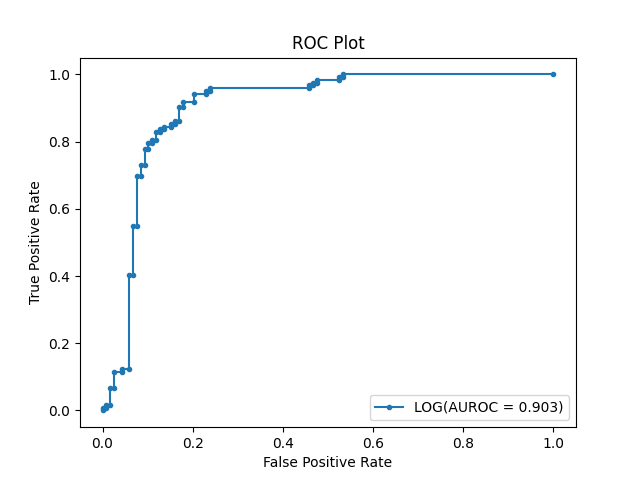 ROC Plot
True Positive Rate
1.0
0.8
0.6
0.4
0.2
0.0
LOG(AUROC = 0.903)
0.0 0.2 0.4 0.6 0.8 1.0
False Positive Rate